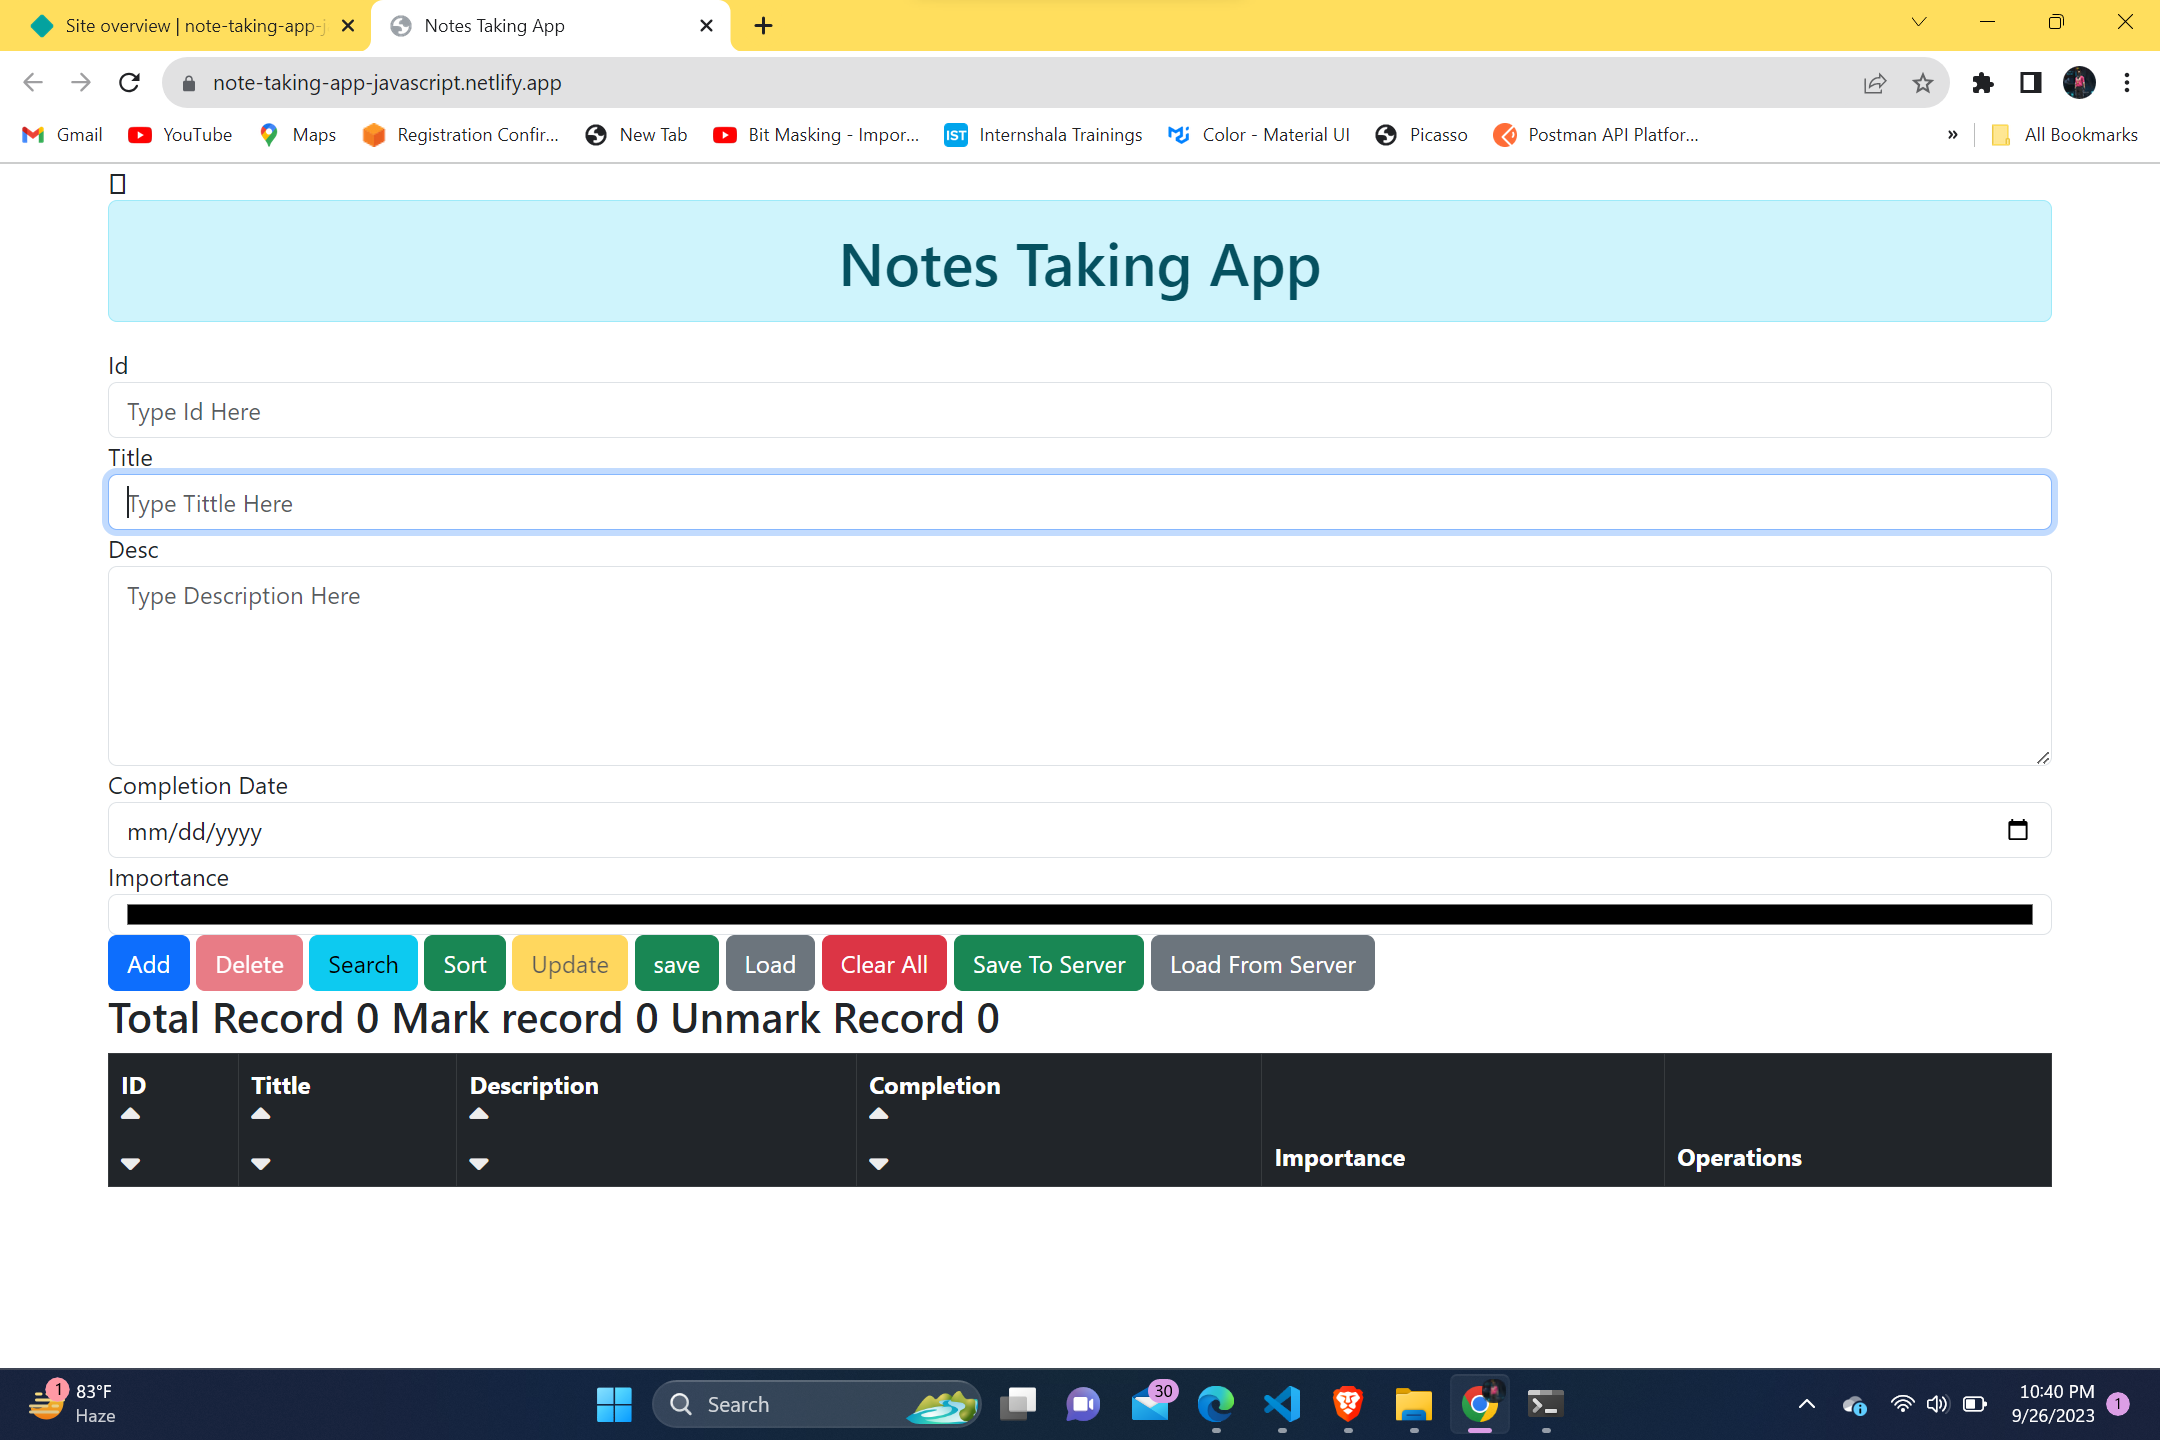 Site overview | note-taking-app-j
Notes Taking App
note-taking-app-javascript.netlify.app
Gmail YouTube Maps Registration Confir... New Tab Bit Masking - Impor... IST Internshala Trainings Color - Material UI Picasso Postman API Platfor... » All Bookmarks
Notes Taking App
Id
Type Id Here
Title
Type Tittle Here
Desc
Type Description Here
Completion Date
mm/dd/yyyy
Importance
Add Delete Search Sort Update save Load Clear All Save To Server Load From Server
Total Record 0 Mark record 0 Unmark Record 0
ID Tittle Description Completion Importance Operations
1 83°F
Haze
Search
30
10:40 PM
9/26/2023
1